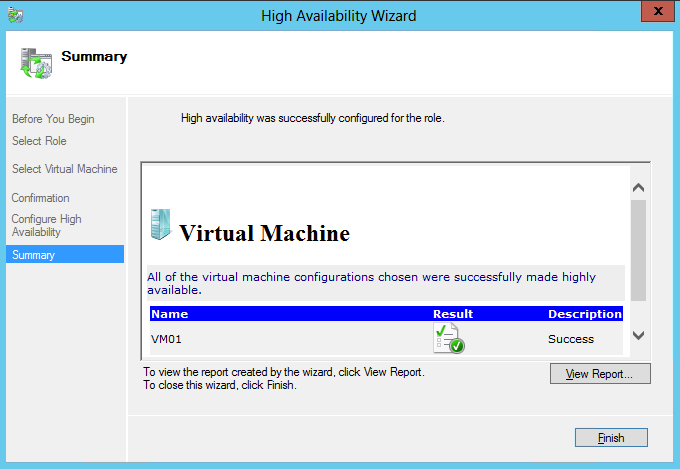 High Availability Wizard
X
Summary
Before You Begin
Select Role
Select Virtual Machine
Confirmation
Configure High
Availability
Summary
High availability was successfully configured for the role.
Virtual Machine
All of the virtual machine configurations chosen were successfully made highly
available.
Name Result Description
VM01 Success
To view the report created by the wizard, click View Report.
To close this wizard, click Finish.
View Report...
Finish